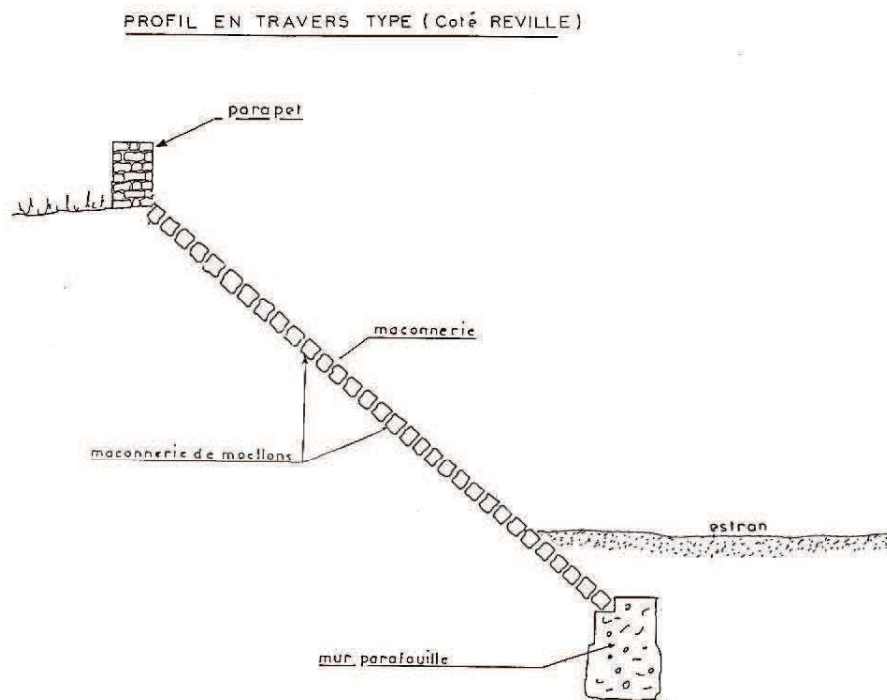 PROFIL EN TRAVERS TYPE (Coté REVILLE)
parapet
maconnerie
maconnerie de moellons
estran
mur parafouille